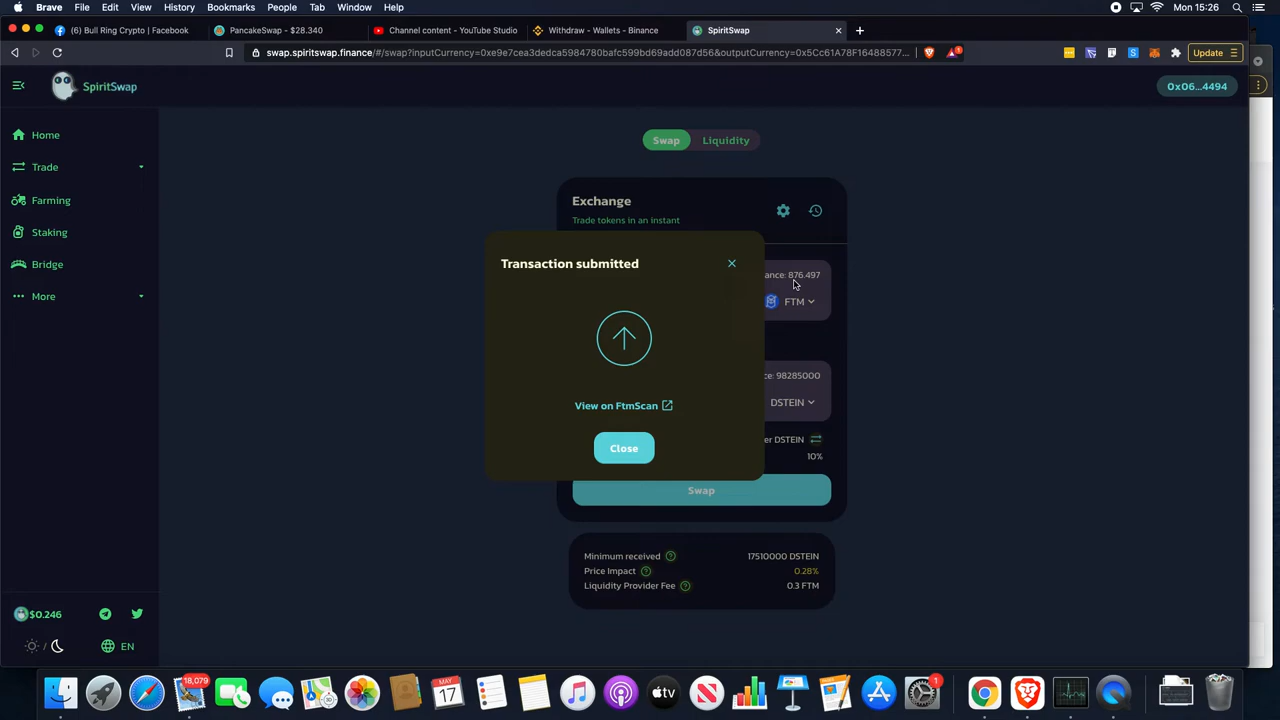 Brave File Edit View History Bookmarks People Tab Window Help
Mon 15:26
(6) Bull Ring Crypto | Facebook
PancakeSwap - $28.340
Channel content - YouTube Studio
Withdraw - Wallets - Binance
SpiritSwap
swap.spiritswap.finance/#/swap?inputCurrency=0xe9e7cea3dedca5984780bafc599bd69add087d56&outputCurrency=0x5Cc61A78F16488577...
1
Update
SpiritSwap
0x06...4494
Home
Trade
Farming
Staking
Bridge
More
Swap
Liquidity
Exchange
Trade tokens in an instant
Transaction submitted
ance: 876.497
FTM
ce: 98285000
DSTEIN
View on FtmScan
er DSTEIN
10%
Close
Swap
Minimum received ? 17510000 DSTEIN
Price Impact ? 0.28%
Liquidity Provider Fee ? 0.3 FTM
$0.246
EN
18,079
MAY
17
tv
1